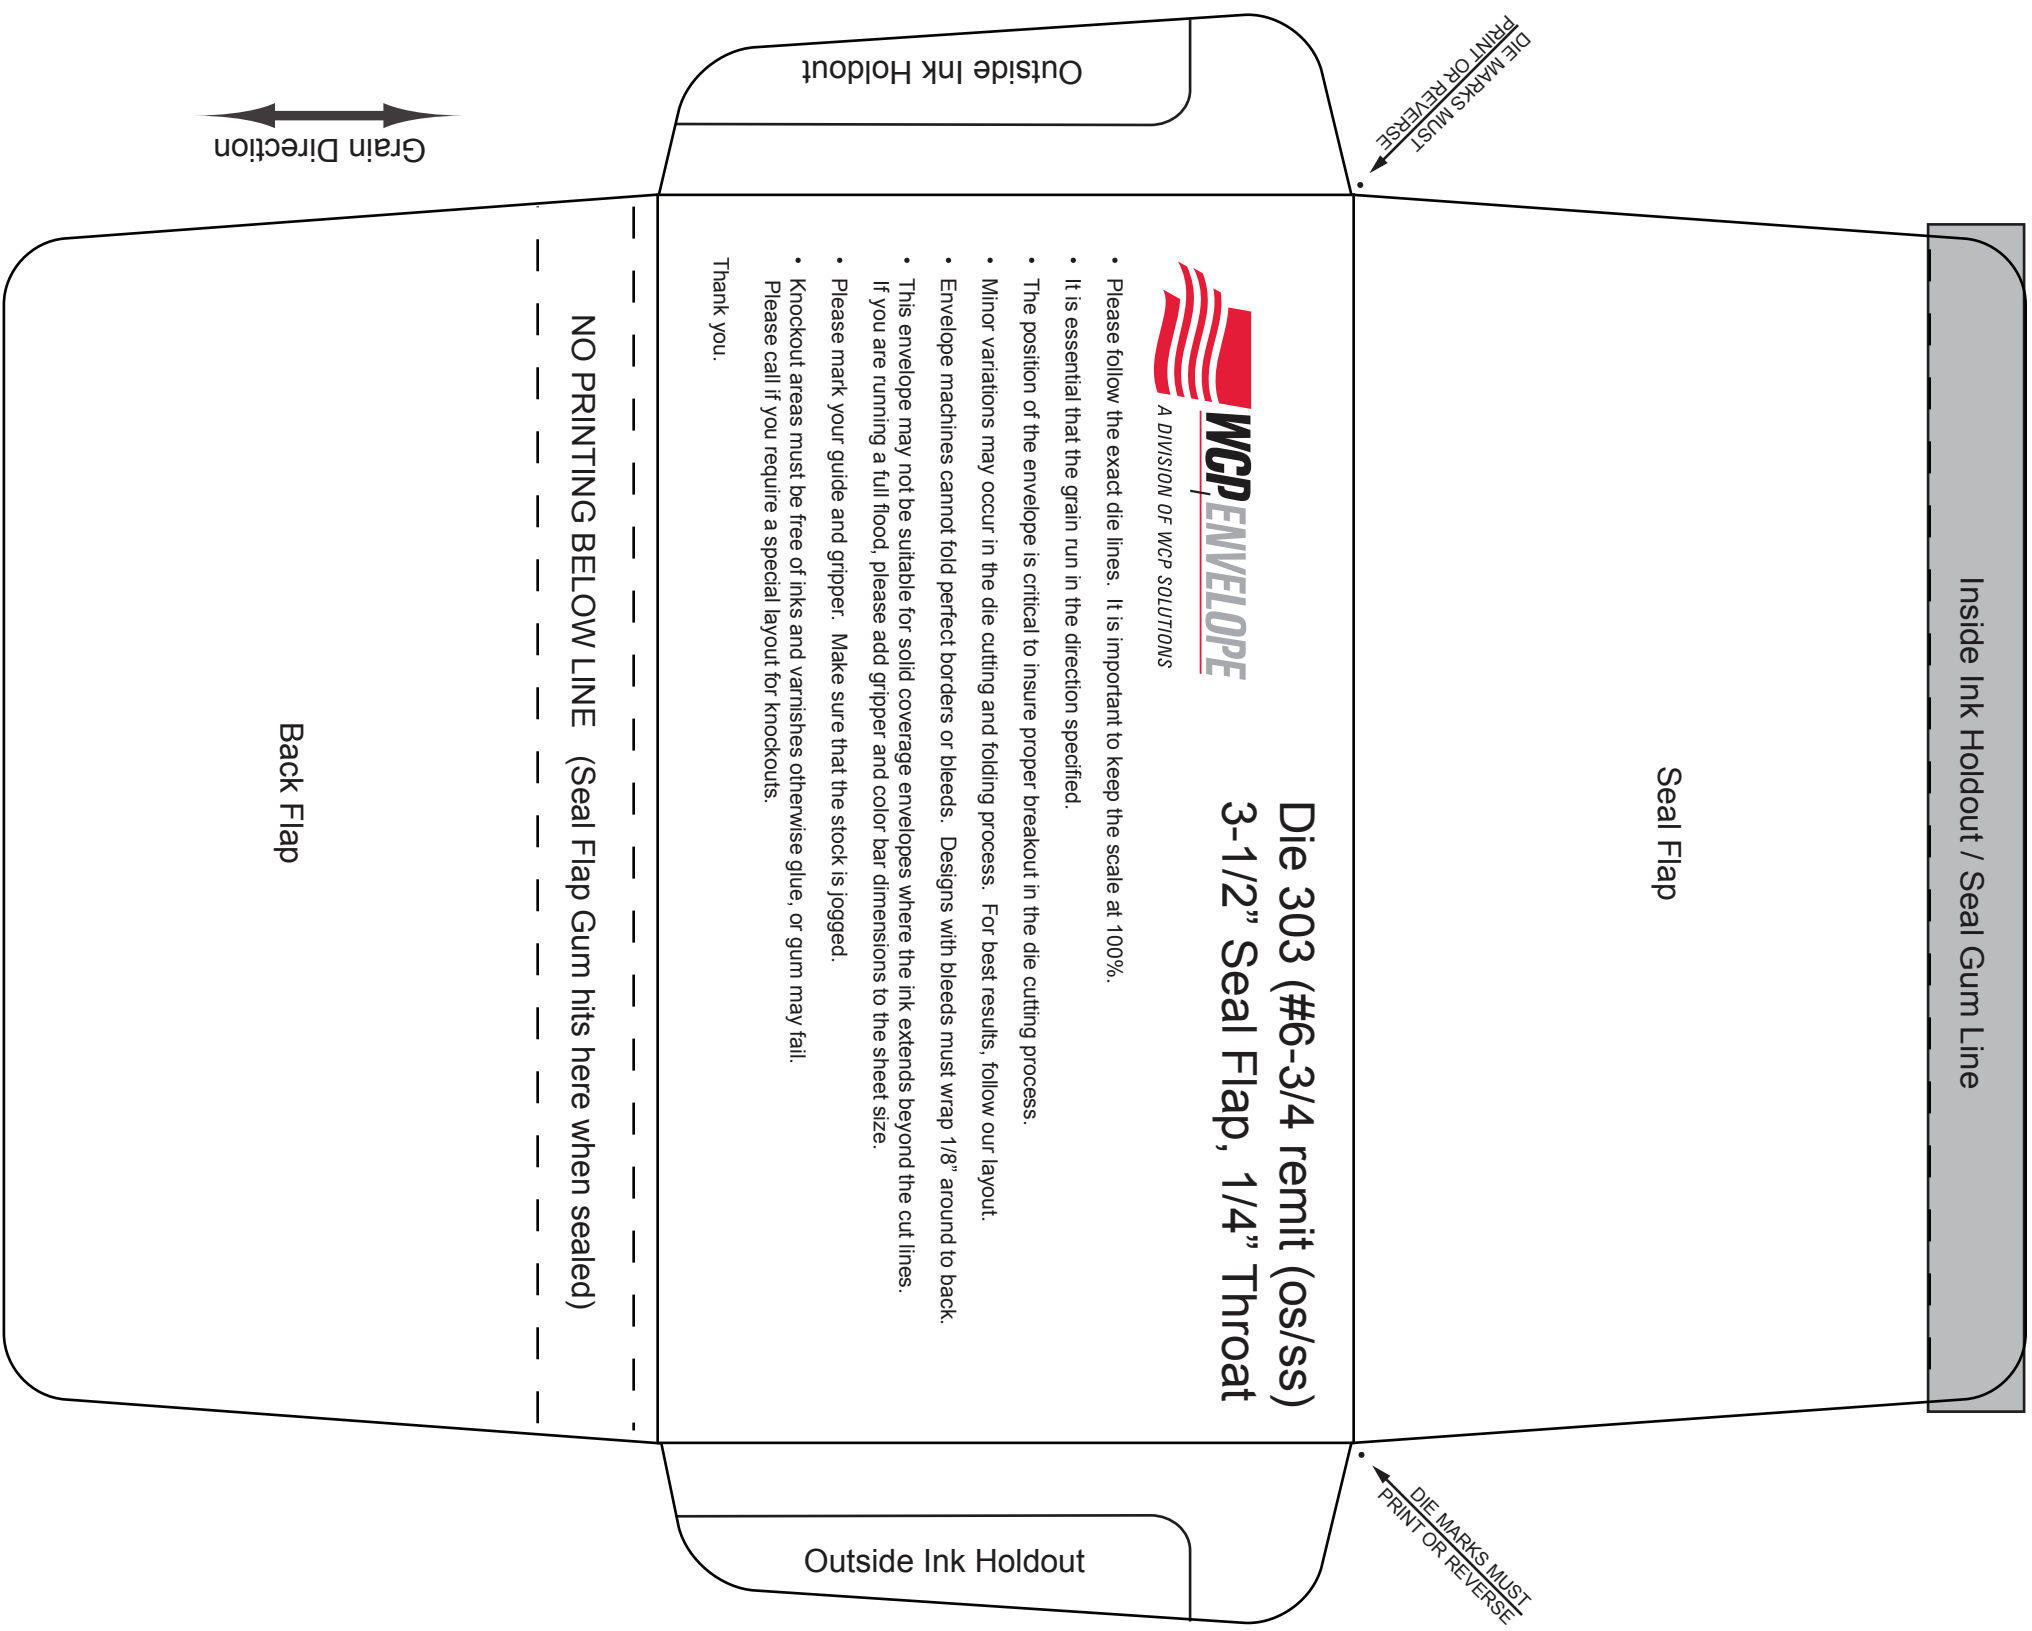 Inside Ink Holdout / Seal Gum Line
Seal Flap
DIE MARKS MUST
PRINT OR REVERSE
DIE MARKS MUST
PRINT OR REVERSE
Die 303 (#6-3/4 remit (os/ss)
3-1/2” Seal Flap, 1/4” Throat
WCPENVELOPE
A DIVISION OF WCP SOLUTIONS
• Please follow the exact die lines.  It is important to keep the scale at 100%.
• It is essential that the grain run in the direction specified.
• The position of the envelope is critical to insure proper breakout in the die cutting process.
• Minor variations may occur in the die cutting and folding process.  For best results, follow our layout.
• Envelope machines cannot fold perfect borders or bleeds.  Designs with bleeds must wrap 1/8” around to back.
• This envelope may not be suitable for solid coverage envelopes where the ink extends beyond the cut lines.
If you are running a full flood, please add gripper and color bar dimensions to the sheet size.
• Please mark your guide and gripper.  Make sure that the stock is jogged.
• Knockout areas must be free of inks and varnishes otherwise glue, or gum may fail.
Please call if you require a special layout for knockouts.
Thank you.
Outside Ink Holdout
Outside Ink Holdout
NO PRINTING BELOW LINE   (Seal Flap Gum hits here when sealed)
Back Flap
Grain Direction